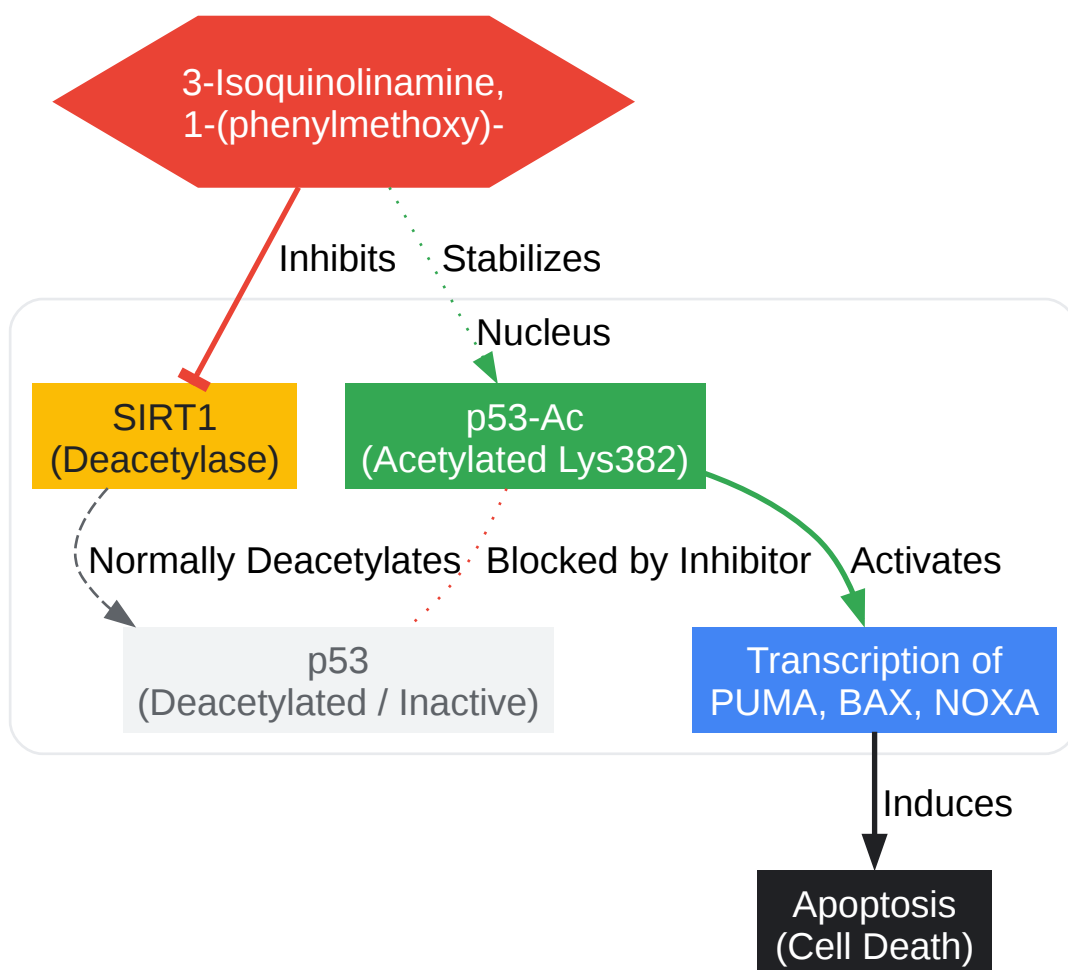 3-Isoquinolinamine,
1-(phenylmethoxy)-
Inhibits
Stabilizes
Nucleus
SIRT1
(Deacetylase)
p53-Ac
(Acetylated Lys382)
Normally Deacetylates
Blocked by Inhibitor
Activates
p53
(Deacetylated / Inactive)
Transcription of
PUMA, BAX, NOXA
Induces
Apoptosis
(Cell Death)